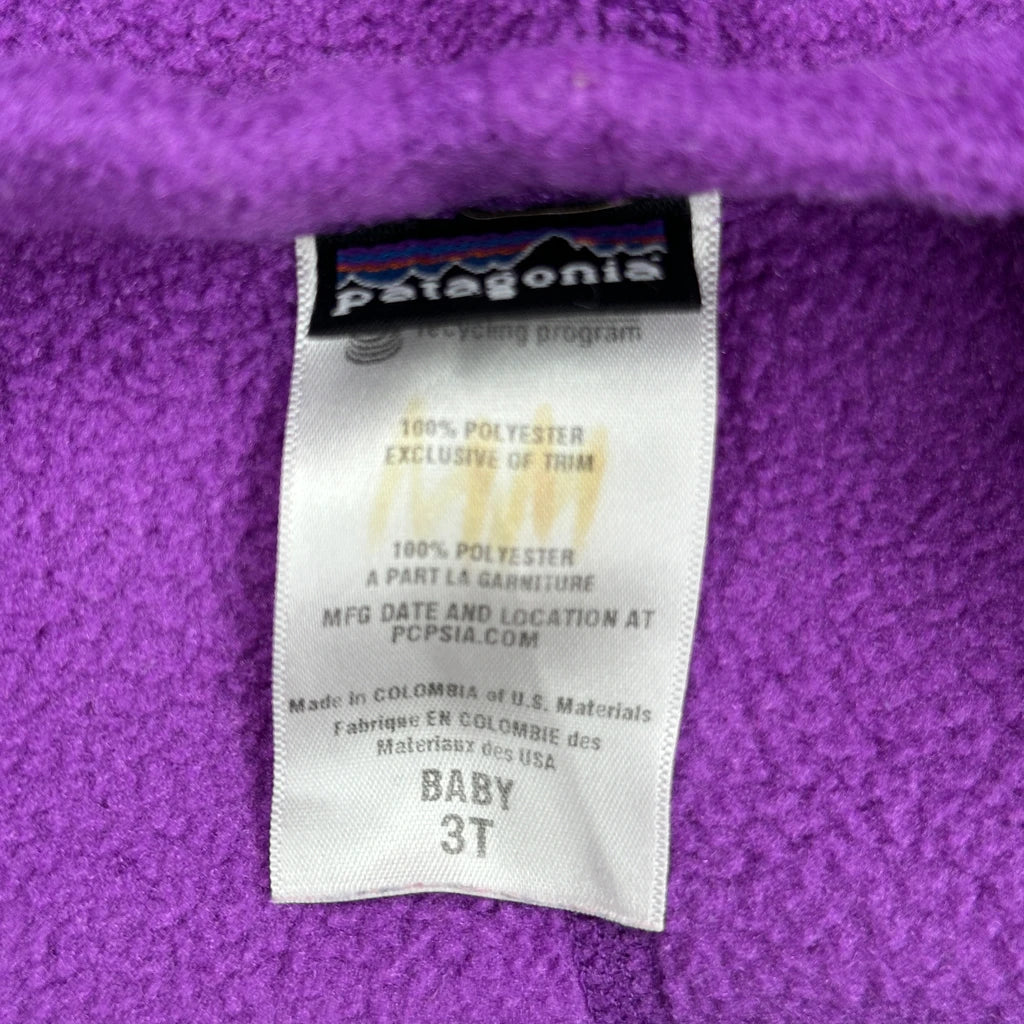 patagonia
recycling program
100% POLYESTER
EXCLUSIVE OF TRIM
100% POLYESTER
A PART LA GARNITURE
MFG DATE AND LOCATION AT
PCPSIA.COM
Made in COLOMBIA of U.S. Materials
Fabriqué EN COLOMBIE des
Materiaux des USA
BABY
3T